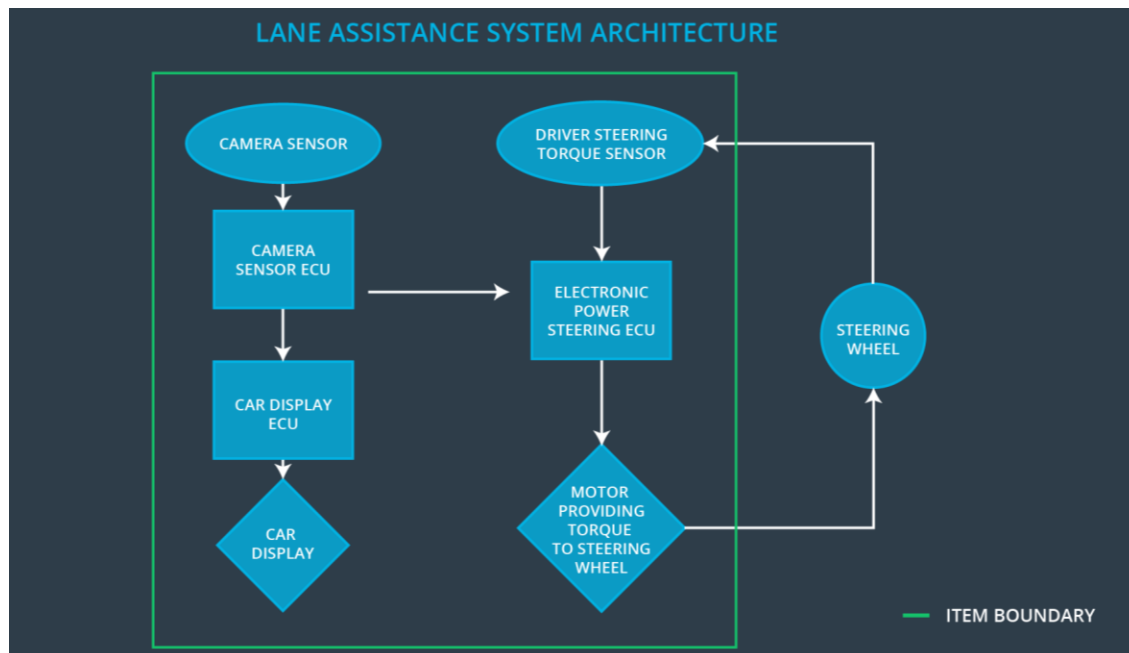 LANE ASSISTANCE SYSTEM ARCHITECTURE
CAMERA SENSOR
CAMERA
SENSOR ECU
CAR DISPLAY
ECU
CAR
DISPLAY
DRIVER STEERING
TORQUE SENSOR
ELECTRONIC
POWER
STEERING ECU
MOTOR
PROVIDING
TORQUE
TO STEERING
WHEEL
STEERING
WHEEL
ITEM BOUNDARY